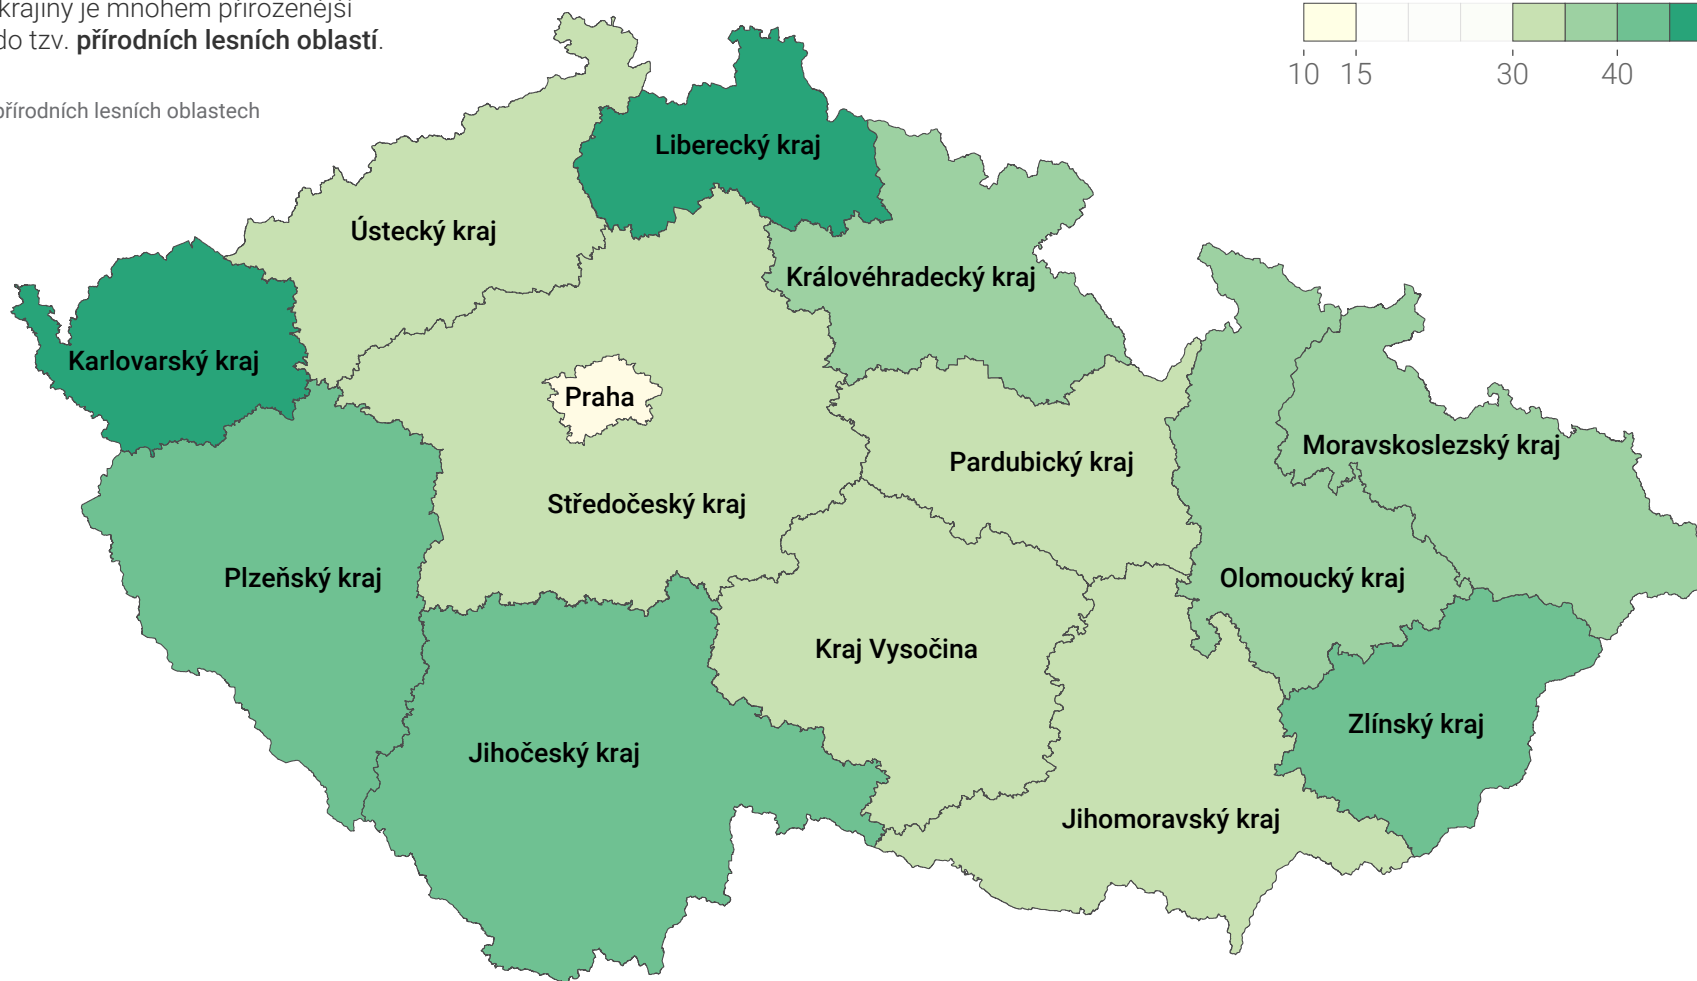 krajiny je mnohem přirozenější
do tzv. přírodních lesních oblastí.
přírodních lesních oblastech
10 15 30 40
Liberecký kraj
Ústecký kraj
Královéhradecký kraj
Karlovarský kraj
Praha
Moravskoslezský kraj
Pardubický kraj
Středočeský kraj
Plzeňský kraj
Olomoucký kraj
Kraj Vysočina
Zlínský kraj
Jihočeský kraj
Jihomoravský kraj